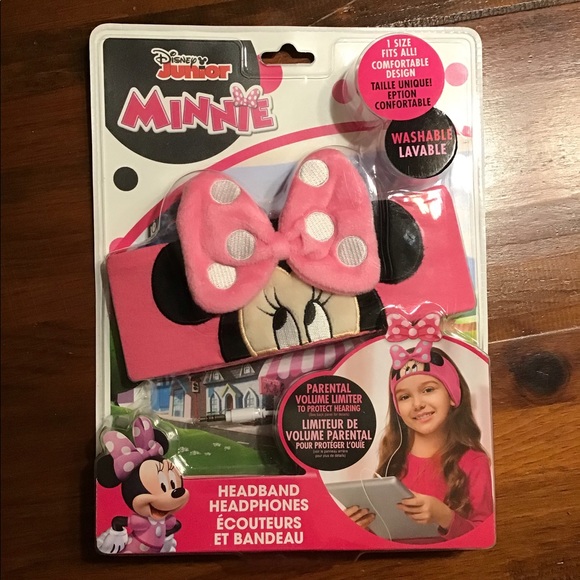 Disney
Junior
MINNIE
1 SIZE
FITS ALL!
COMFORTABLE
DESIGN
TAILLE UNIQUE!
EPTION
CONFORTABLE
WASHABLE
LAVABLE
PARENTAL
VOLUME LIMITER
TO PROTECT HEARING
LIMITEUR DE
VOLUME PARENTAL
POUR PROTÉGER L'OUÏE
HEADBAND
HEADPHONES
ÉCOUTEURS
ET BANDEAU